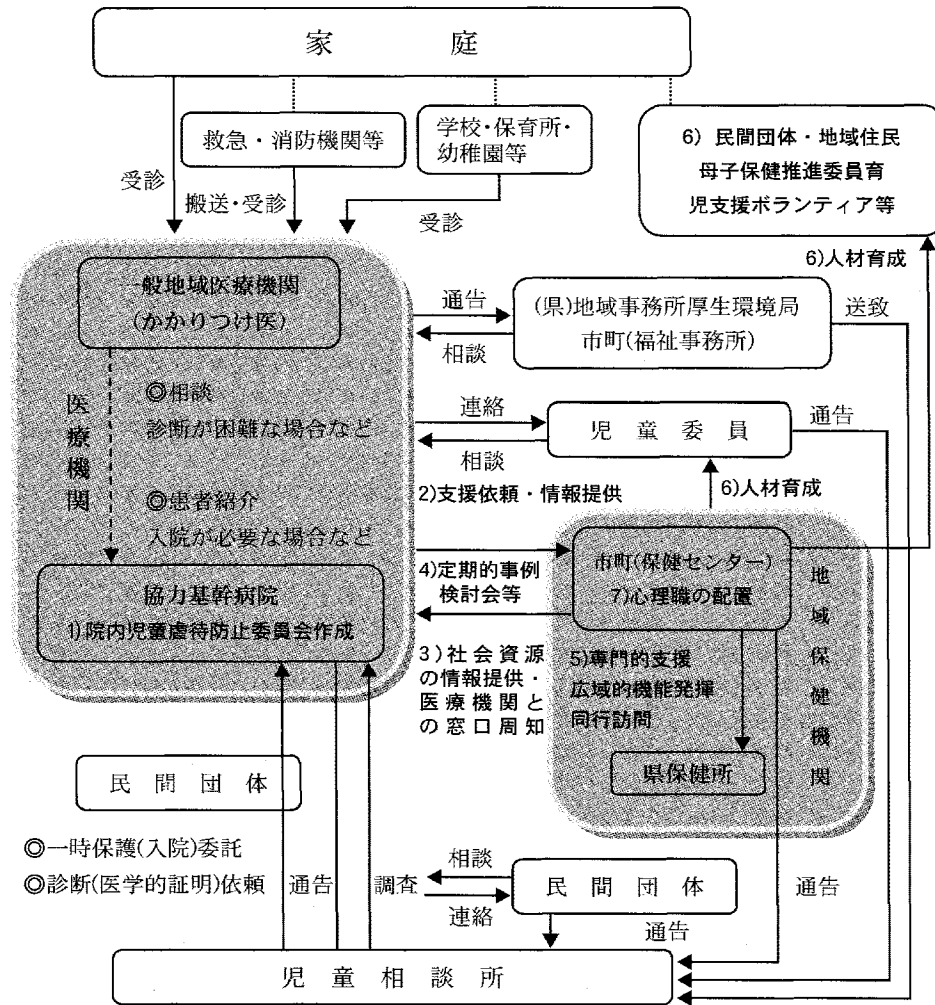 家庭
救急・消防機関等
学校・保育所・
幼稚園等
6) 民間団体・地域住民
母子保健推進委員育
児支援ボランティア等
受診
搬送・受診
受診
6)人材育成
一般地域医療機関
(かかりつけ医)
通告
相談
(県)地域事務所厚生環境局
市町(福祉事務所)
送致
医療機関
◎相談
診断が困難な場合など
連絡
相談
児童委員
通告
2)支援依頼・情報提供
6)人材育成
◎患者紹介
入院が必要な場合など
協力基幹病院
1)院内児童虐待防止委員会作成
4)定期的事例
検討会等
市町(保健センター)
7)心理職の配置
地域保健機関
3)社会資源
の情報提供・
医療機関と
の窓口周知
5)専門的支援
広域的機能発揮
同行訪問
県保健所
民間団体
◎一時保護(入院)委託
◎診断(医学的証明)依頼
通告
調査
相談
連絡
民間団体
通告
通告
児童相談所